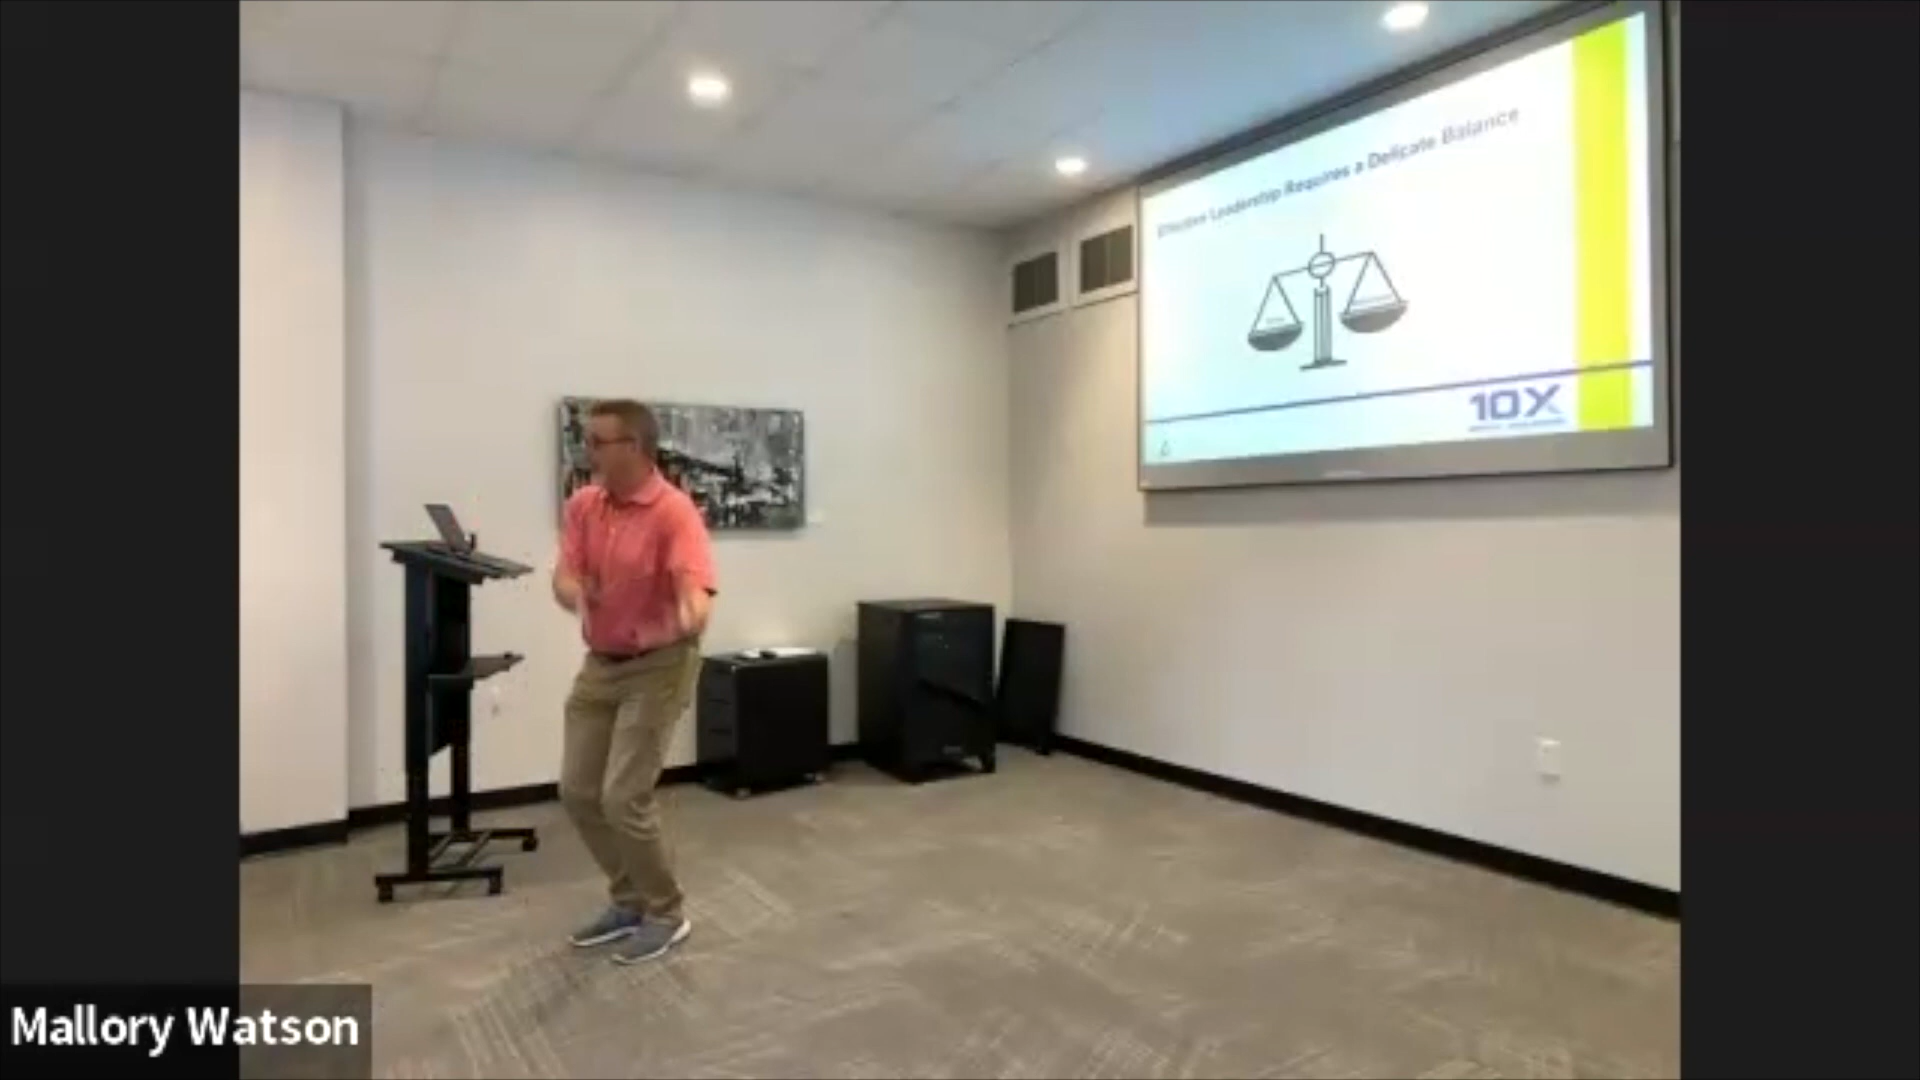 Effective Leadership Requires a Delicate Balance
10X
Mallory Watson